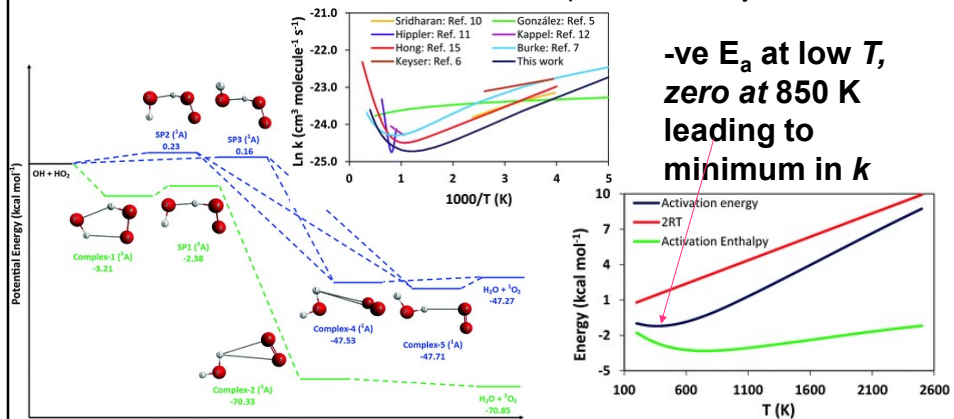 -21.0
-22.0
-23.0
-24.0
-25.0
Ln k (cm³ molecule⁻¹ s⁻¹)
Sridharan: Ref. 10
González: Ref. 5
Hippler: Ref. 11
Kappel: Ref. 12
Hong: Ref. 15
Burke: Ref. 7
Keyser: Ref. 6
This work
0 1 2 3 4 5
1000/T (K)
-ve Eₐ at low T,
zero at 850 K
leading to
minimum in k
Potential Energy (kcal mol⁻¹)
SP2 (¹A)
0.23
SP3 (¹A)
0.16
OH + HO₂
Complex-1 (³A)
-3.21
SP1 (³A)
-2.38
Complex-4 (¹A)
-47.53
Complex-5 (¹A)
-47.71
H₂O + ¹O₂
-47.27
Complex-2 (³A)
-70.33
H₂O + ³O₂
-70.85
Energy (kcal mol⁻¹)
10
7
4
1
-2
-5
Activation energy
2RT
Activation Enthalpy
100 600 1100 1600 2100 2600
T (K)